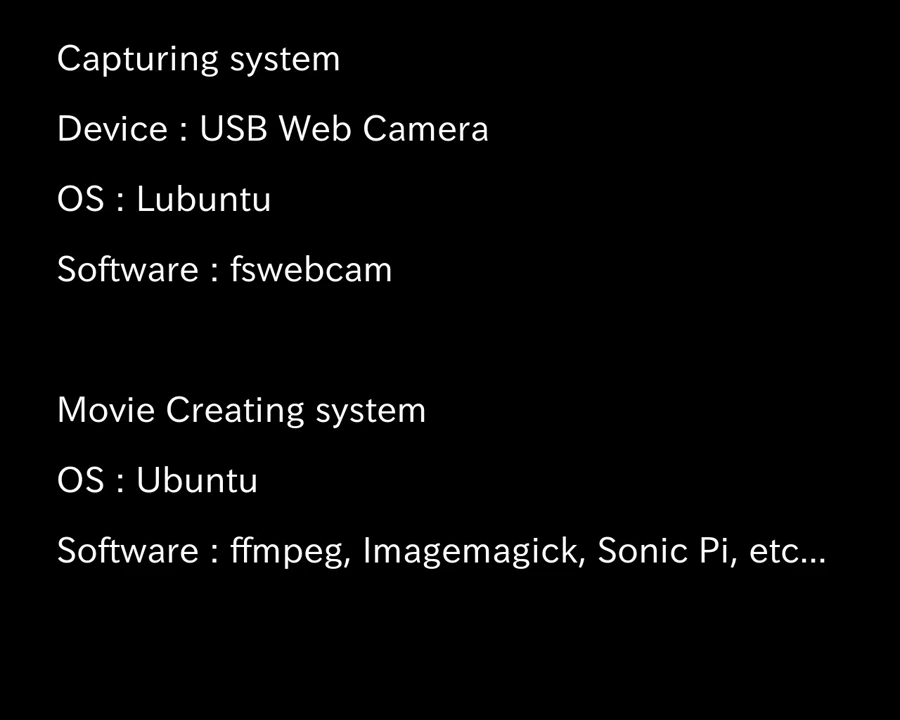 Capturing system
Device : USB Web Camera
OS : Lubuntu
Software : fswebcam
Movie Creating system
OS : Ubuntu
Software : ffmpeg, Imagemagick, Sonic Pi, etc...